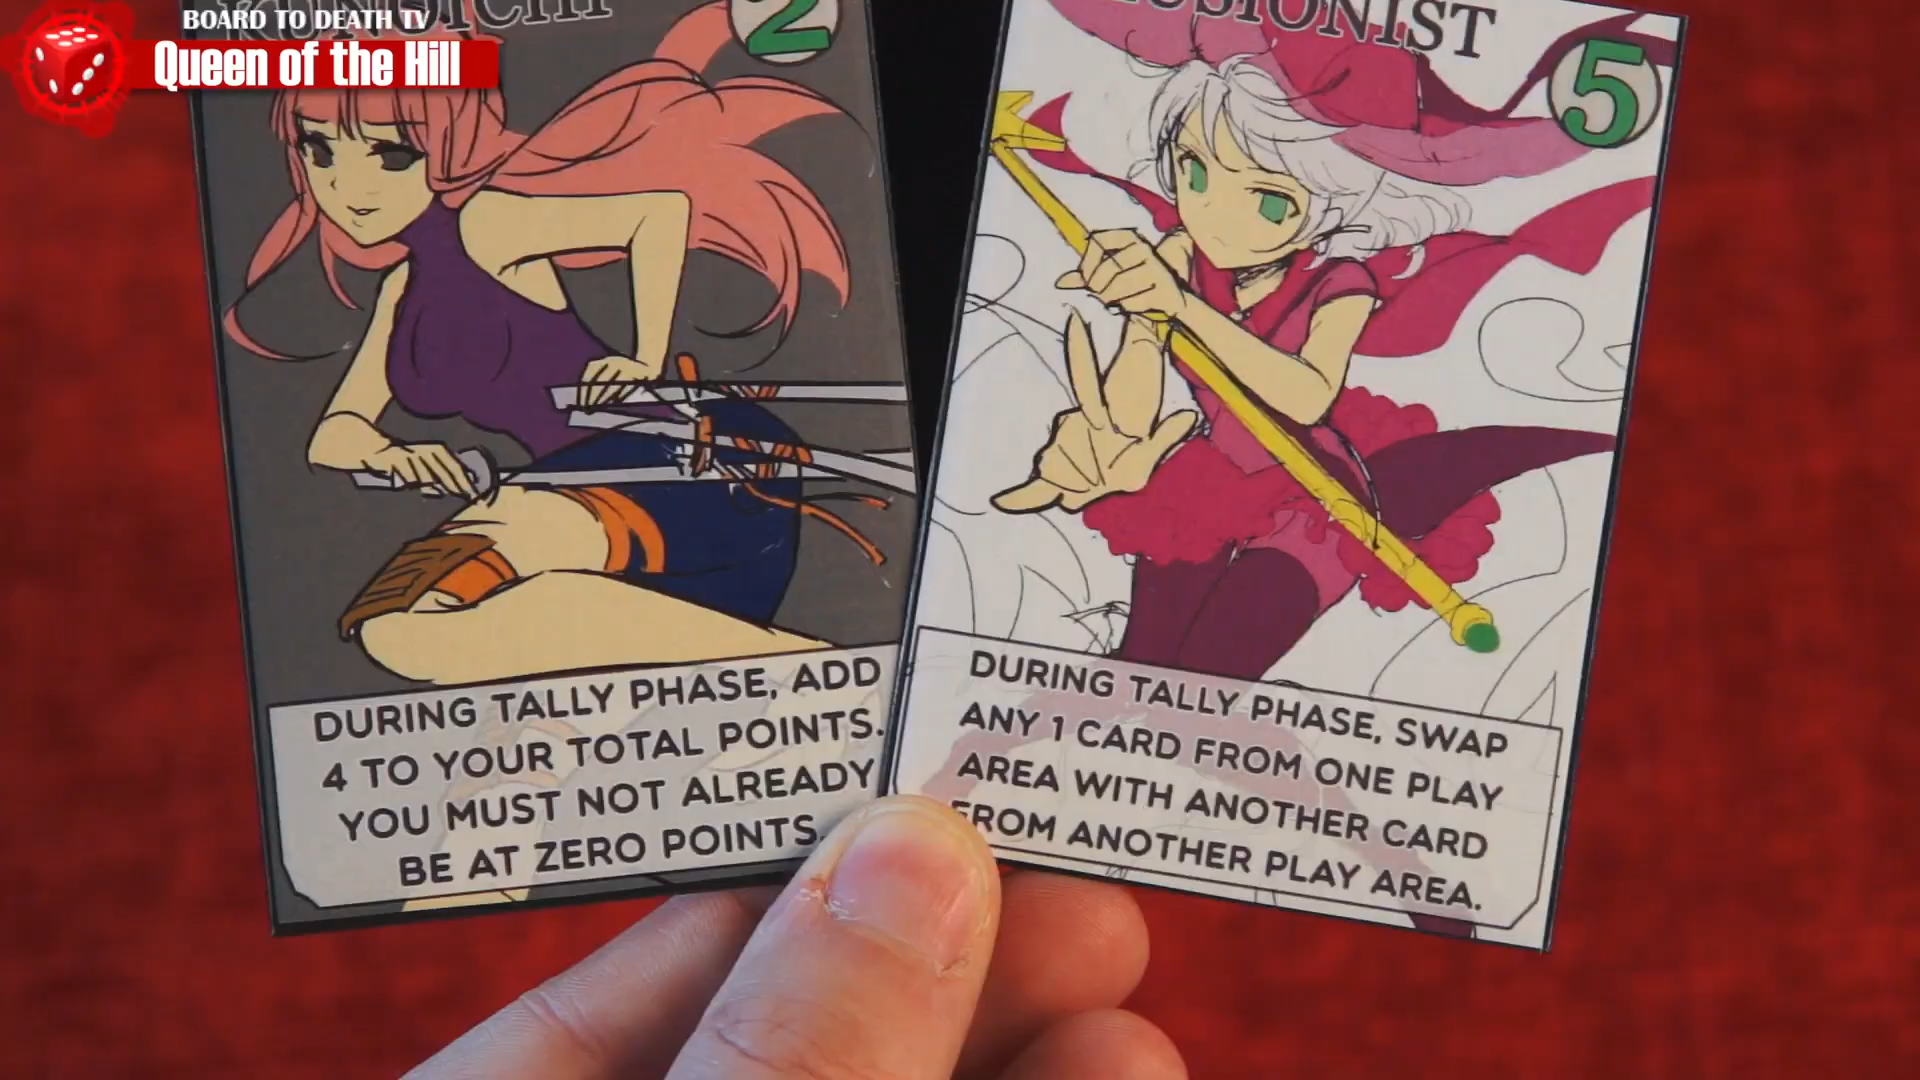 BOARD TO DEATH TV
Queen of the Hill
KUNOICHI
2
DURING TALLY PHASE, ADD
4 TO YOUR TOTAL POINTS.
YOU MUST NOT ALREADY
BE AT ZERO POINTS.
5
DURING TALLY PHASE, SWAP
ANY 1 CARD FROM ONE PLAY
AREA WITH ANOTHER CARD
FROM ANOTHER PLAY AREA.